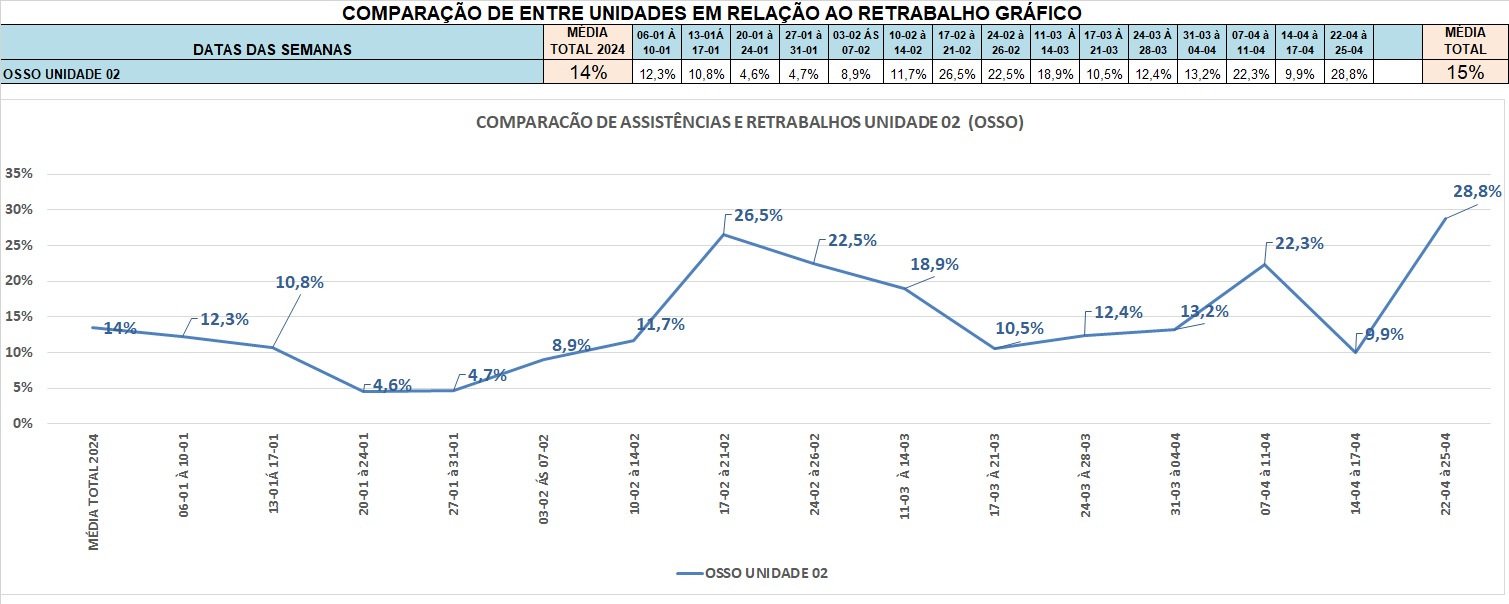 COMPARAÇÃO DE ENTRE UNIDADES EM RELAÇÃO AO RETRABALHO GRÁFICO
DATAS DAS SEMANAS
MÉDIA TOTAL 2024
06-01 À 10-01
13-01Á 17-01
20-01 à 24-01
27-01 à 31-01
03-02 ÁS 07-02
10-02 à 14-02
17-02 à 21-02
24-02 à 26-02
11-03 À 14-03
17-03 À 21-03
24-03 À 28-03
31-03 à 04-04
07-04 à 11-04
14-04 à 17-04
22-04 à 25-04
MÉDIA TOTAL
OSSO UNIDADE 02 14% 12,3% 10,8% 4,6% 4,7% 8,9% 11,7% 26,5% 22,5% 18,9% 10,5% 12,4% 13,2% 22,3% 9,9% 28,8% 15%
COMPARACÃO DE ASSISTÊNCIAS E RETRABALHOS UNIDADE 02 (OSSO)
35%
30%
25%
20%
15%
10%
5%
0%
14%
12,3%
10,8%
4,6%
4,7%
8,9%
11,7%
26,5%
22,5%
18,9%
10,5%
12,4%
13,2%
22,3%
9,9%
28,8%
MÉDIA TOTAL 2024
06-01 À 10-01
13-01Á 17-01
20-01 à 24-01
27-01 à 31-01
03-02 ÁS 07-02
10-02 à 14-02
17-02 à 21-02
24-02 à 26-02
11-03 À 14-03
17-03 À 21-03
24-03 À 28-03
31-03 à 04-04
07-04 à 11-04
14-04 à 17-04
22-04 à 25-04
OSSO UNIDADE 02